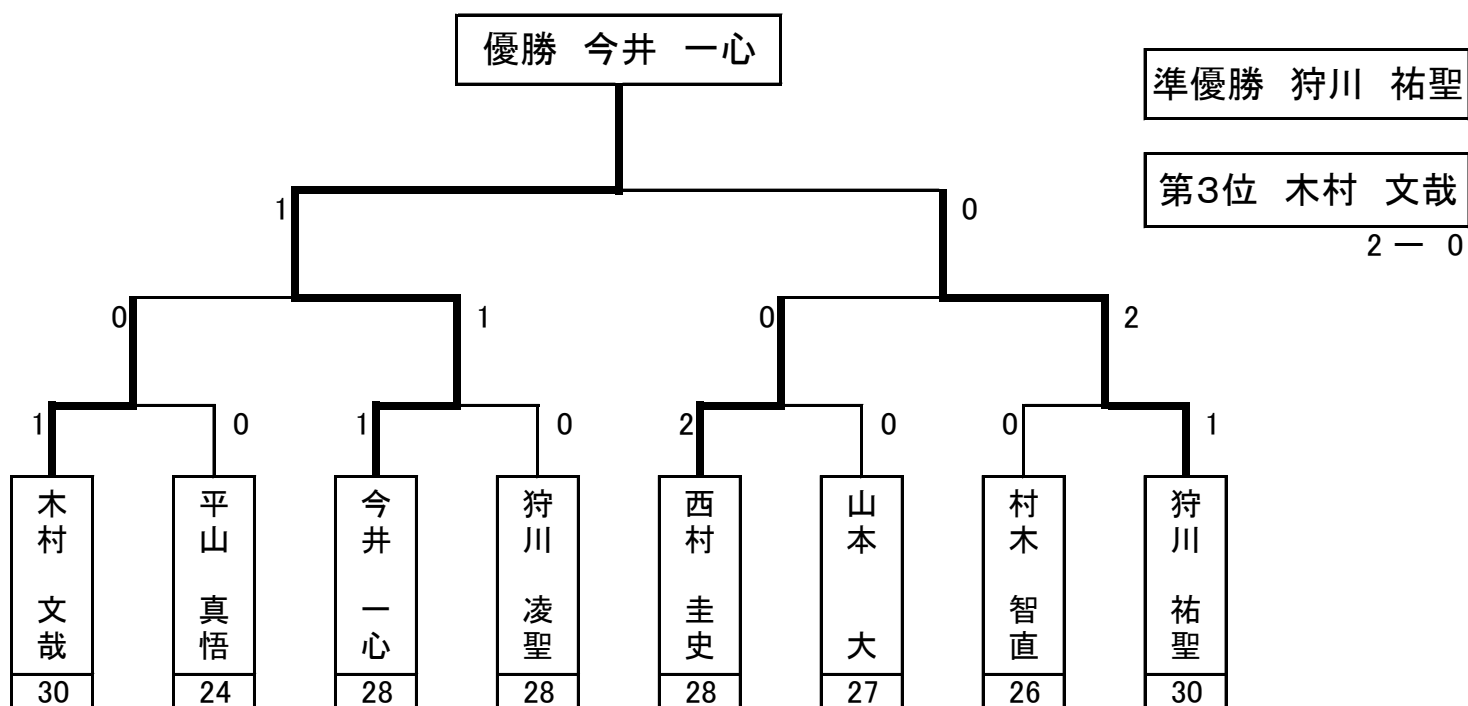 優勝 今井 一心
準優勝 狩川 祐聖
第3位 木村 文哉
2 ー 0
1 0
0 1 0 2
1 0 1 0 2 0 0 1
木村 文哉
平山 真悟
今井 一心
狩川 凌聖
西村 圭史
山本 大
村木 智直
狩川 祐聖
30 24 28 28 28 27 26 30